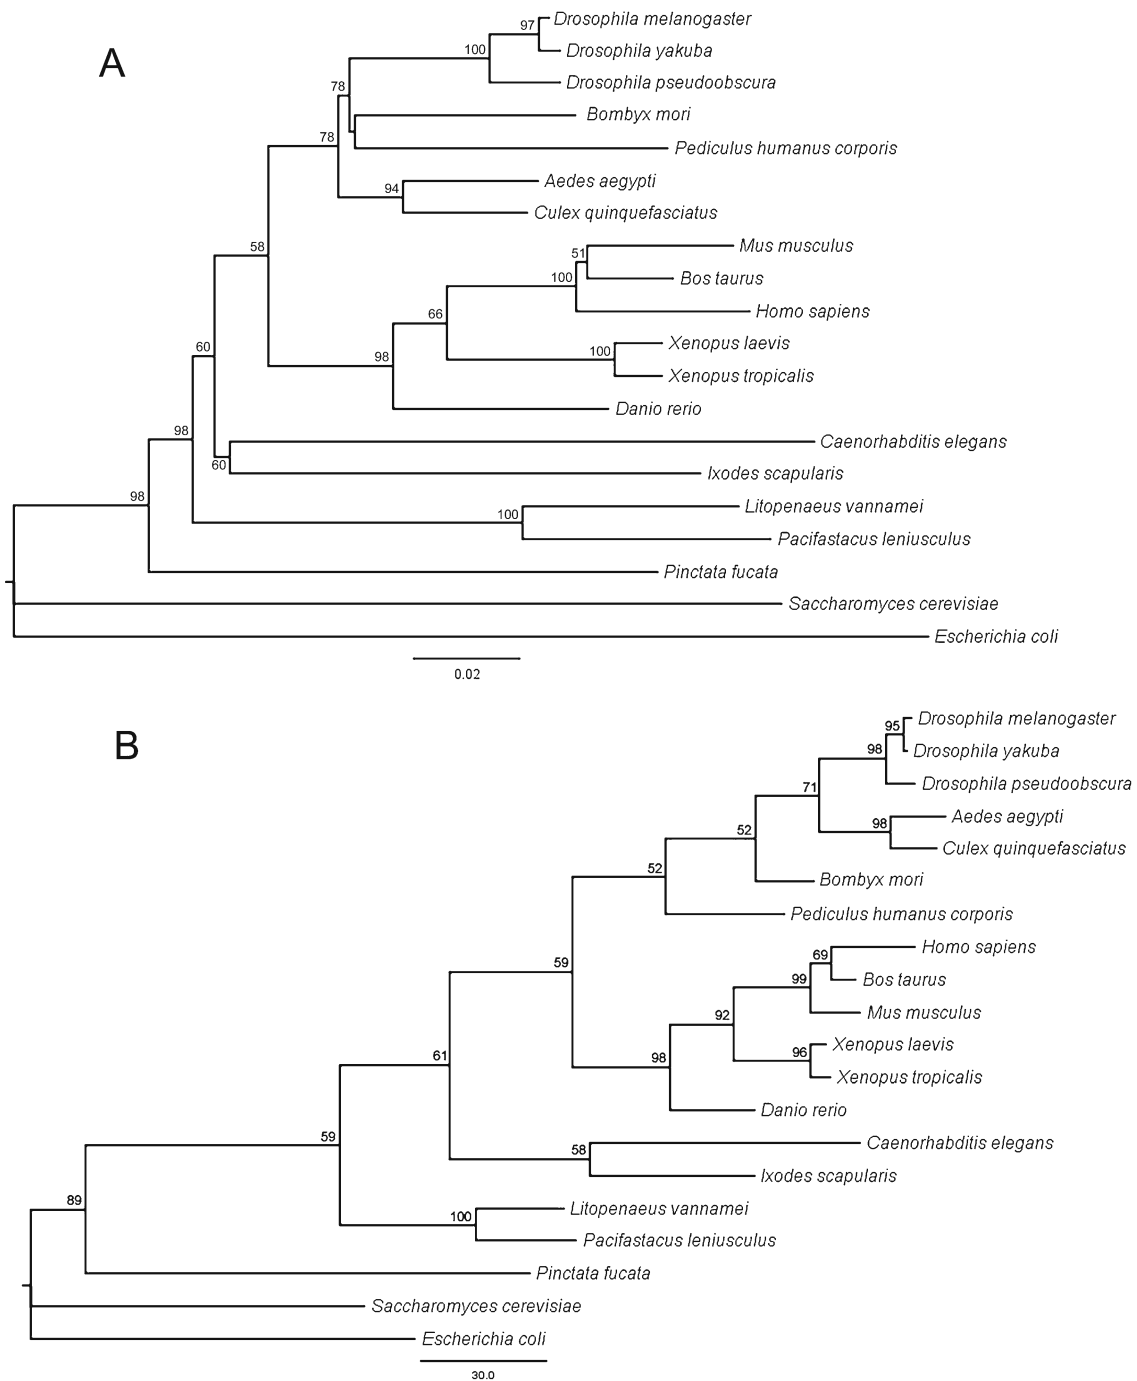 A
97
Drosophila melanogaster
100
Drosophila yakuba
Drosophila pseudoobscura
78
Bombyx mori
78
Pediculus humanus corporis
94
Aedes aegypti
Culex quinquefasciatus
58
51
Mus musculus
100
Bos taurus
Homo sapiens
66
100
Xenopus laevis
98
Xenopus tropicalis
Danio rerio
60
98
Caenorhabditis elegans
60
Ixodes scapularis
98
100
Litopenaeus vannamei
Pacifastacus leniusculus
Pinctata fucata
Saccharomyces cerevisiae
Escherichia coli
0.02
B
95
Drosophila melanogaster
98
Drosophila yakuba
Drosophila pseudoobscura
71
98
Aedes aegypti
52
Culex quinquefasciatus
52
Bombyx mori
Pediculus humanus corporis
59
69
Homo sapiens
99
Bos taurus
92
Mus musculus
96
Xenopus laevis
61
98
Xenopus tropicalis
Danio rerio
59
58
Caenorhabditis elegans
Ixodes scapularis
89
100
Litopenaeus vannamei
Pacifastacus leniusculus
Pinctata fucata
Saccharomyces cerevisiae
Escherichia coli
30.0